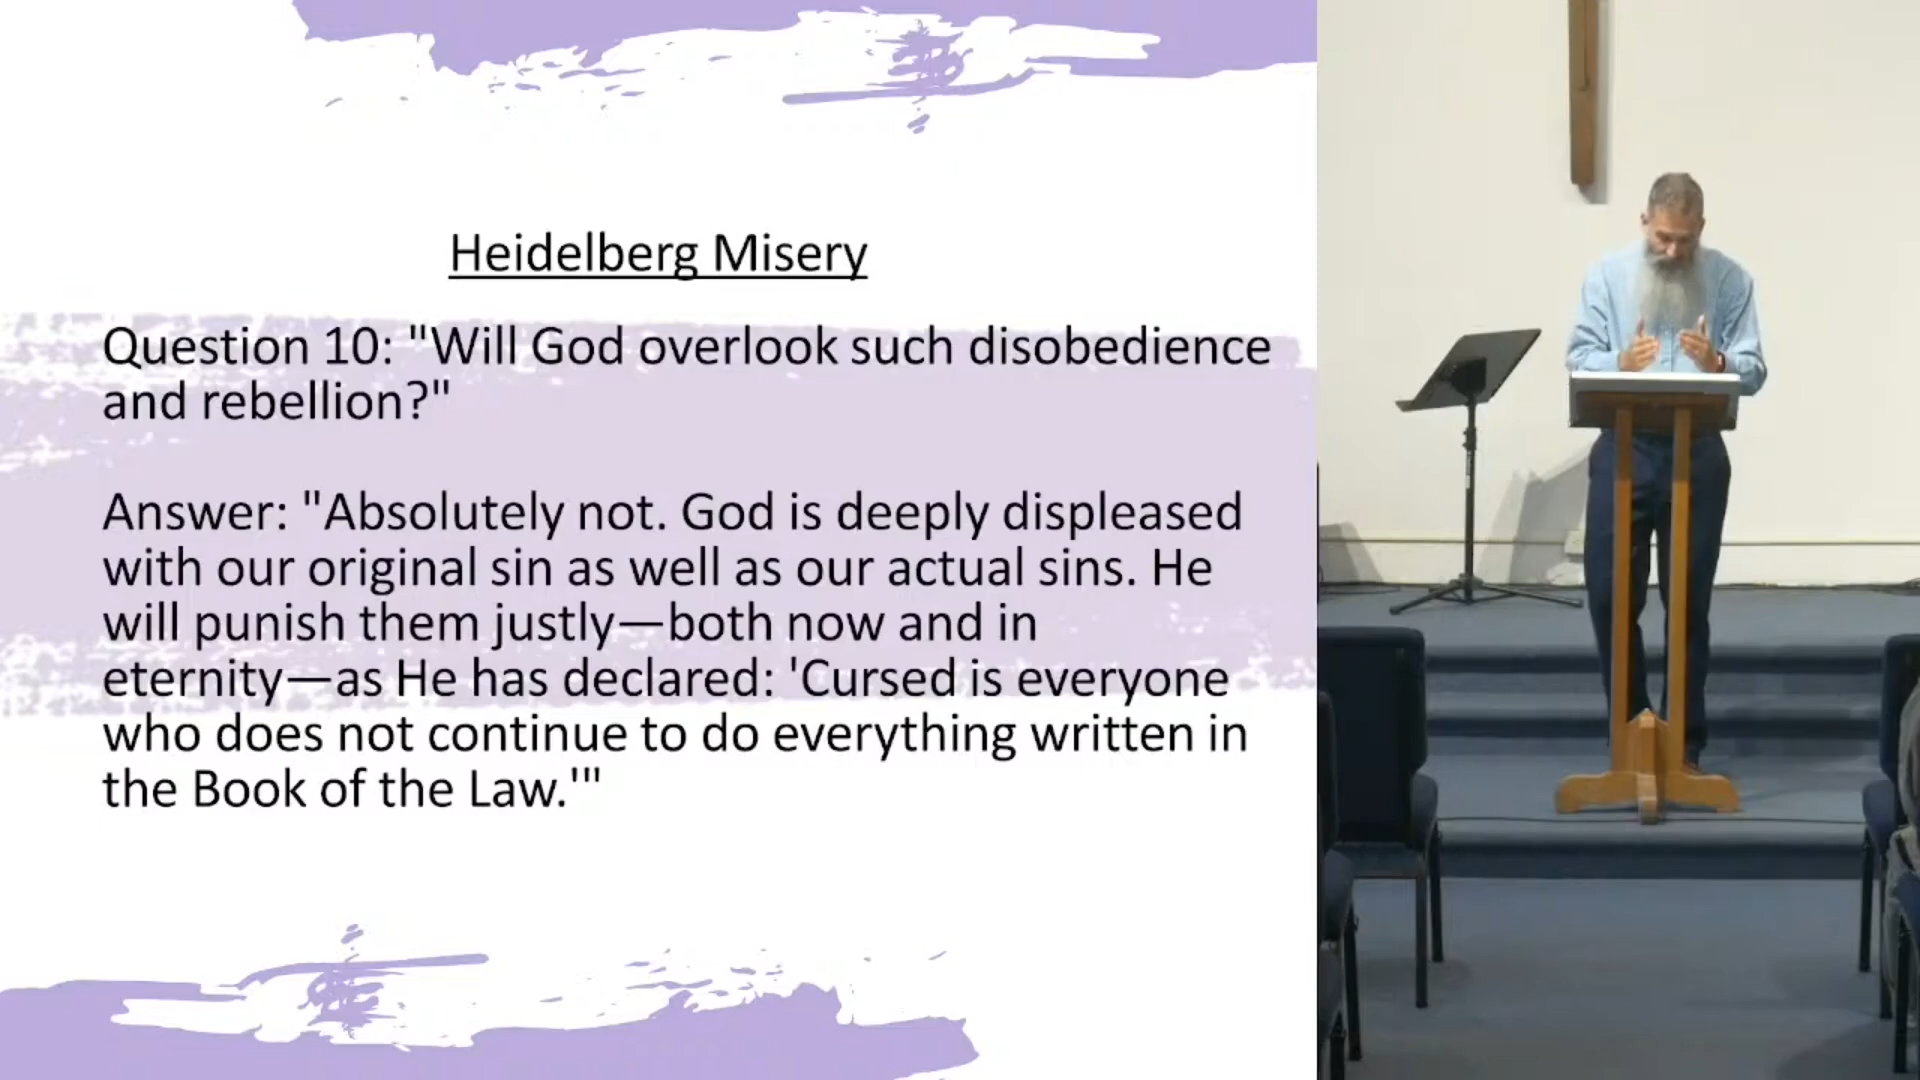 Heidelberg Misery
Question 10: "Will God overlook such disobedience
and rebellion?"
Answer: "Absolutely not. God is deeply displeased
with our original sin as well as our actual sins. He
will punish them justly—both now and in
eternity—as He has declared: 'Cursed is everyone
who does not continue to do everything written in
the Book of the Law.'"